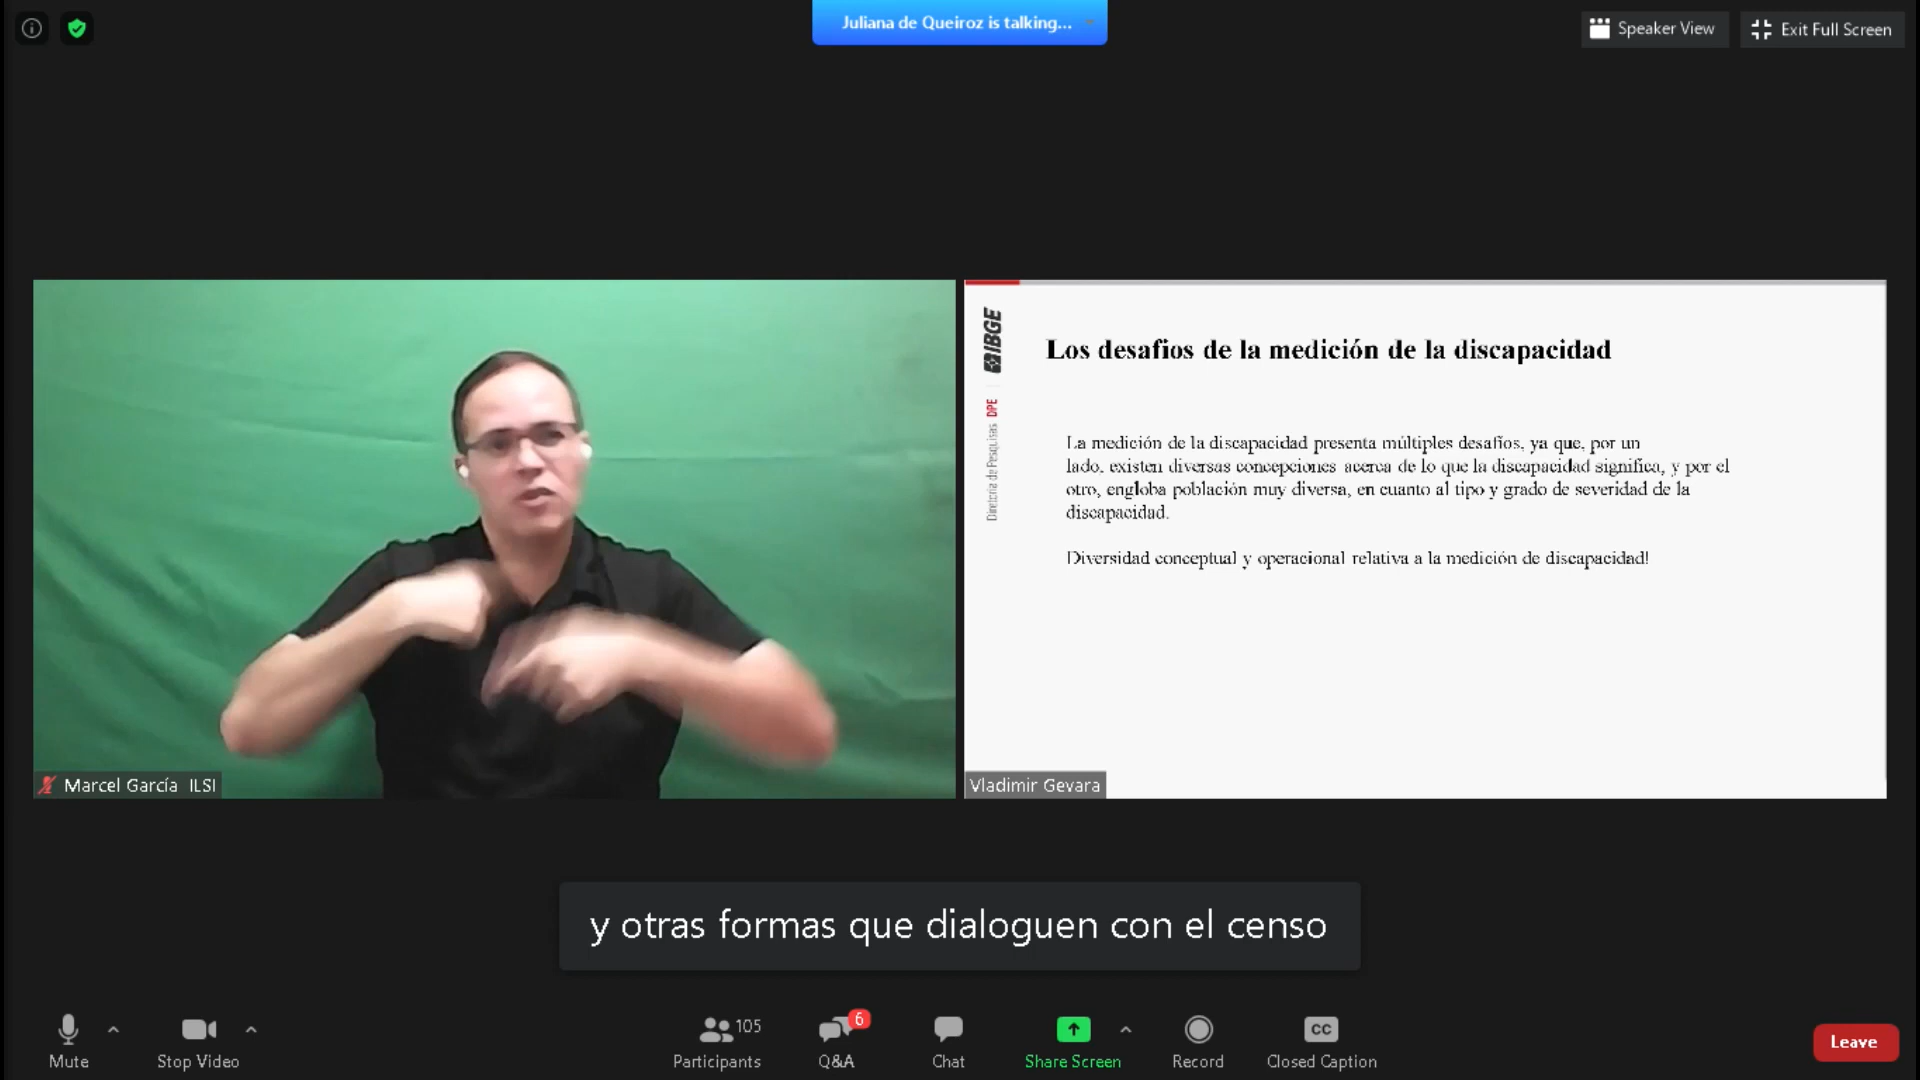 Juliana de Queiroz is talking...
Speaker View
Exit Full Screen
IBGE
Diretoria de Pesquisas DPE
Los desafios de la medición de la discapacidad
La medición de la discapacidad presenta múltiples desafíos, ya que, por un
lado, existen diversas concepciones acerca de lo que la discapacidad significa, y por el
otro, engloba población muy diversa, en cuanto al tipo y grado de severidad de la
discapacidad.
Diversidad conceptual y operacional relativa a la medición de discapacidad!
Marcel García ILSI
Vladimir Gevara
y otras formas que dialoguen con el censo
Mute
Stop Video
105
Participants
6
Q&A
Chat
Share Screen
Record
CC
Closed Caption
Leave